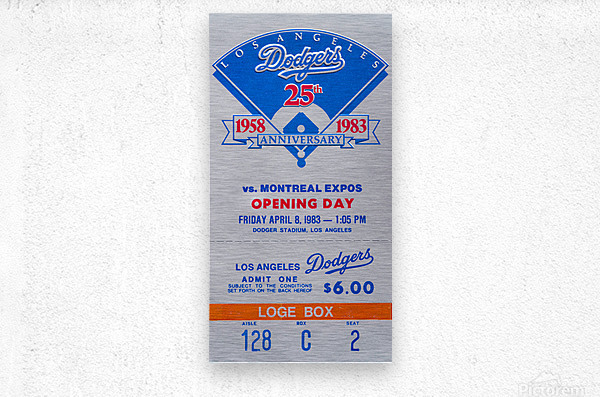 LOS ANGELES
Dodgers
25th
1958 1983
ANNIVERSARY
vs. MONTREAL EXPOS
OPENING DAY
FRIDAY APRIL 8, 1983 — 1:05 PM
DODGER STADIUM, LOS ANGELES
LOS ANGELES Dodgers
ADMIT ONE
SUBJECT TO THE CONDITIONS
SET FORTH ON THE BACK HEREOF
$6.00
LOGE BOX
AISLE BOX SEAT
128 C 2
Pictorem